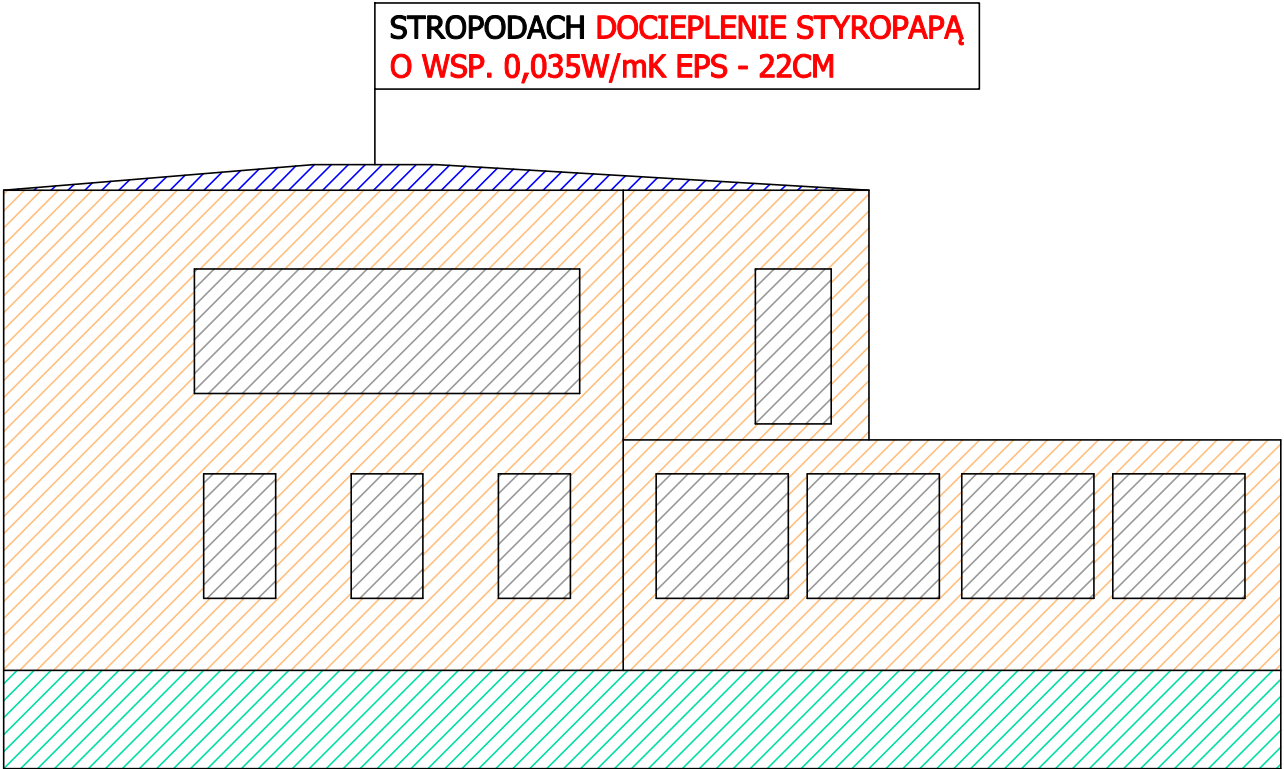 STROPODACH DOCIEPLENIE STYROPAPĄ
O WSP. 0,035W/mK EPS - 22CM